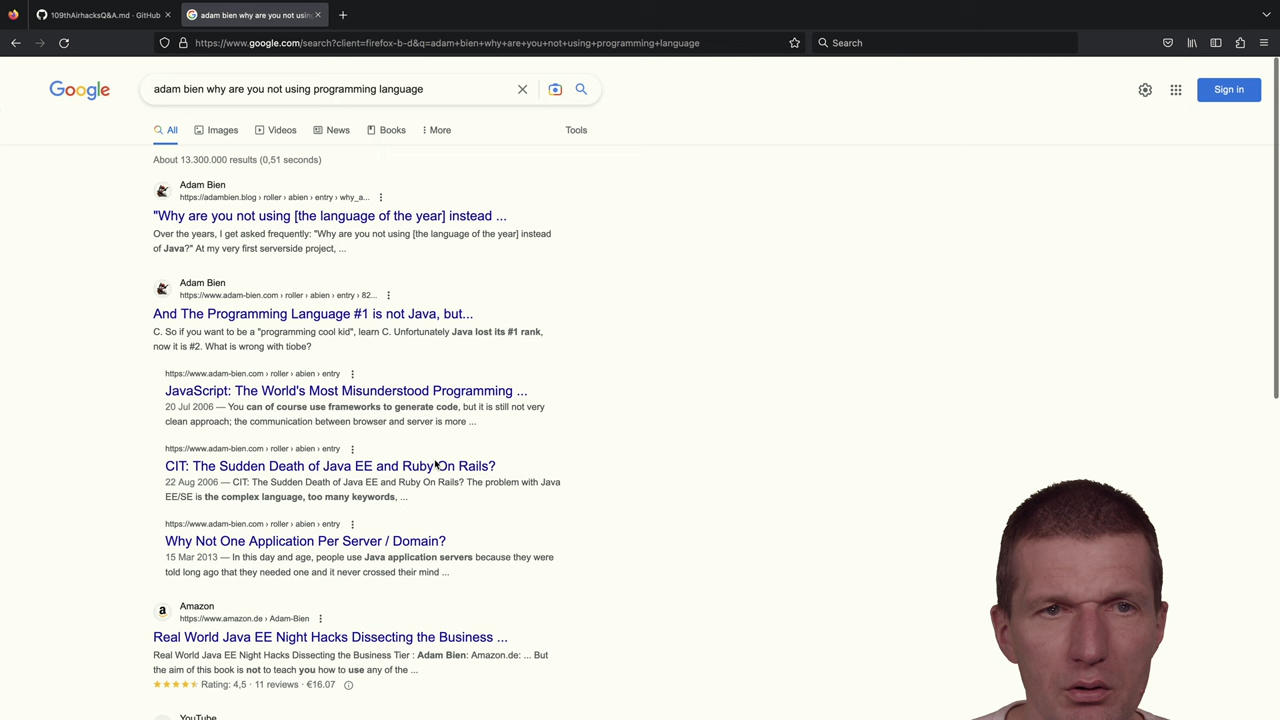 109thAirhacksQ&A.md · GitHub
adam bien why are you not usin
https://www.google.com/search?client=firefox-b-d&q=adam+bien+why+are+you+not+using+programming+language
Search
Google
adam bien why are you not using programming language
Sign in
All
Images
Videos
News
Books
More
Tools
About 13.300.000 results (0,51 seconds)
Adam Bien
https://adambien.blog › roller › abien › entry › why_a...
"Why are you not using [the language of the year] instead ...
Over the years, I get asked frequently: "Why are you not using [the language of the year] instead
of Java?" At my very first serverside project, ...
Adam Bien
https://www.adam-bien.com › roller › abien › entry › 82...
And The Programming Language #1 is not Java, but...
C. So if you want to be a "programming cool kid", learn C. Unfortunately Java lost its #1 rank,
now it is #2. What is wrong with tiobe?
https://www.adam-bien.com › roller › abien › entry
JavaScript: The World's Most Misunderstood Programming ...
20 Jul 2006 — You can of course use frameworks to generate code, but it is still not very
clean approach; the communication between browser and server is more ...
https://www.adam-bien.com › roller › abien › entry
CIT: The Sudden Death of Java EE and Ruby On Rails?
22 Aug 2006 — CIT: The Sudden Death of Java EE and Ruby On Rails? The problem with Java
EE/SE is the complex language, too many keywords, ...
https://www.adam-bien.com › roller › abien › entry
Why Not One Application Per Server / Domain?
15 Mar 2013 — In this day and age, people use Java application servers because they were
told long ago that they needed one and it never crossed their mind ...
a
Amazon
https://www.amazon.de › Adam-Bien
Real World Java EE Night Hacks Dissecting the Business ...
Real World Java EE Night Hacks Dissecting the Business Tier : Adam Bien: Amazon.de: ... But
the aim of this book is not to teach you how to use any of the ...
Rating: 4,5 · 11 reviews · €16.07
YouTube